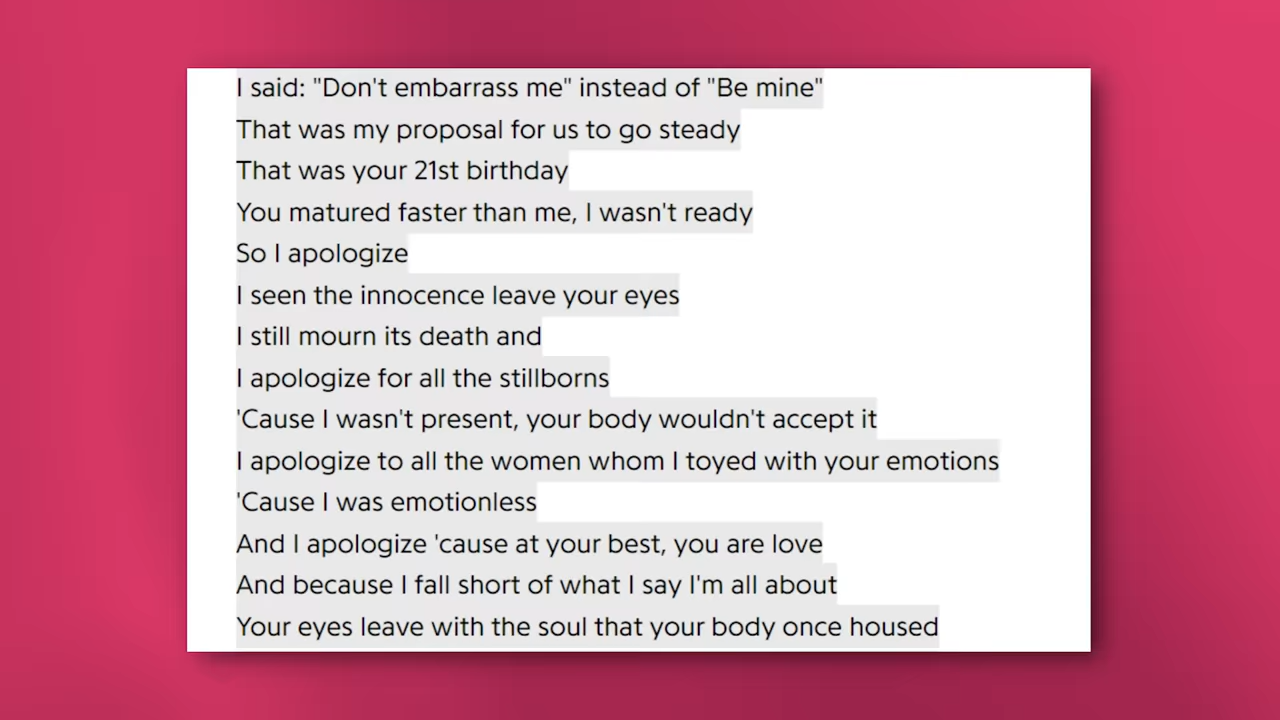 I said: "Don't embarrass me" instead of "Be mine"
That was my proposal for us to go steady
That was your 21st birthday
You matured faster than me, I wasn't ready
So I apologize
I seen the innocence leave your eyes
I still mourn its death and
I apologize for all the stillborns
'Cause I wasn't present, your body wouldn't accept it
I apologize to all the women whom I toyed with your emotions
'Cause I was emotionless
And I apologize 'cause at your best, you are love
And because I fall short of what I say I'm all about
Your eyes leave with the soul that your body once housed